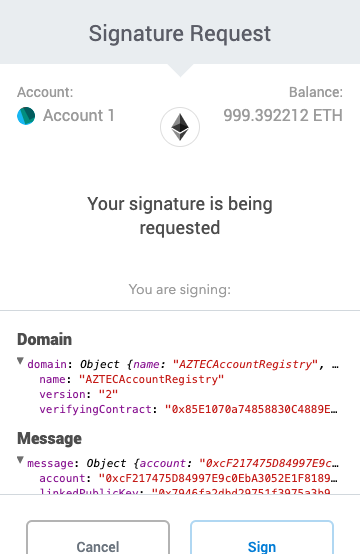 Signature Request
Account:
Balance:
Account 1
999.392212 ETH
Your signature is being
requested
You are signing:
Domain
domain: Object {name: "AZTECAccountRegistry", …
name: "AZTECAccountRegistry"
version: "2"
verifyingContract: "0x85E1070a74858830C4889E…
Message
message: Object {account: "0xcF217475D84997E9c…
account: "0xcF217475D84997E9c0EbA3052E1F8189…
linkedPublicKey: "0x7946fa2dbd29751f3975a3b9…
Cancel
Sign